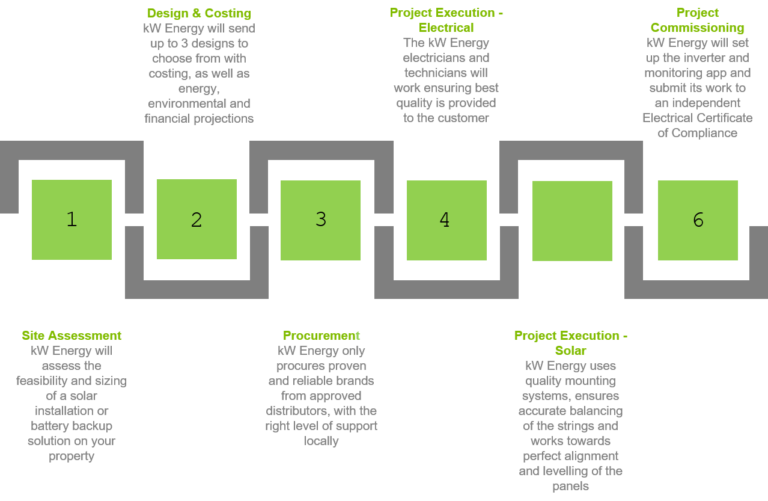 Design & Costing
kW Energy will send
up to 3 designs to
choose from with
costing, as well as
energy,
environmental and
financial projections
Project Execution -
Electrical
The kW Energy
electricians and
technicians will
work ensuring best
quality is provided
to the customer
Project
Commissioning
kW Energy will set
up the inverter and
monitoring app and
submit its work to
an independent
Electrical Certificate
of Compliance
1
2
3
4
6
Site Assessment
kW Energy will
assess the
feasibility and sizing
of a solar
installation or
battery backup
solution on your
property
Procurement
kW Energy only
procures proven
and reliable brands
from approved
distributors, with the
right level of support
locally
Project Execution -
Solar
kW Energy uses
quality mounting
systems, ensures
accurate balancing
of the strings and
works towards
perfect alignment
and levelling of the
panels